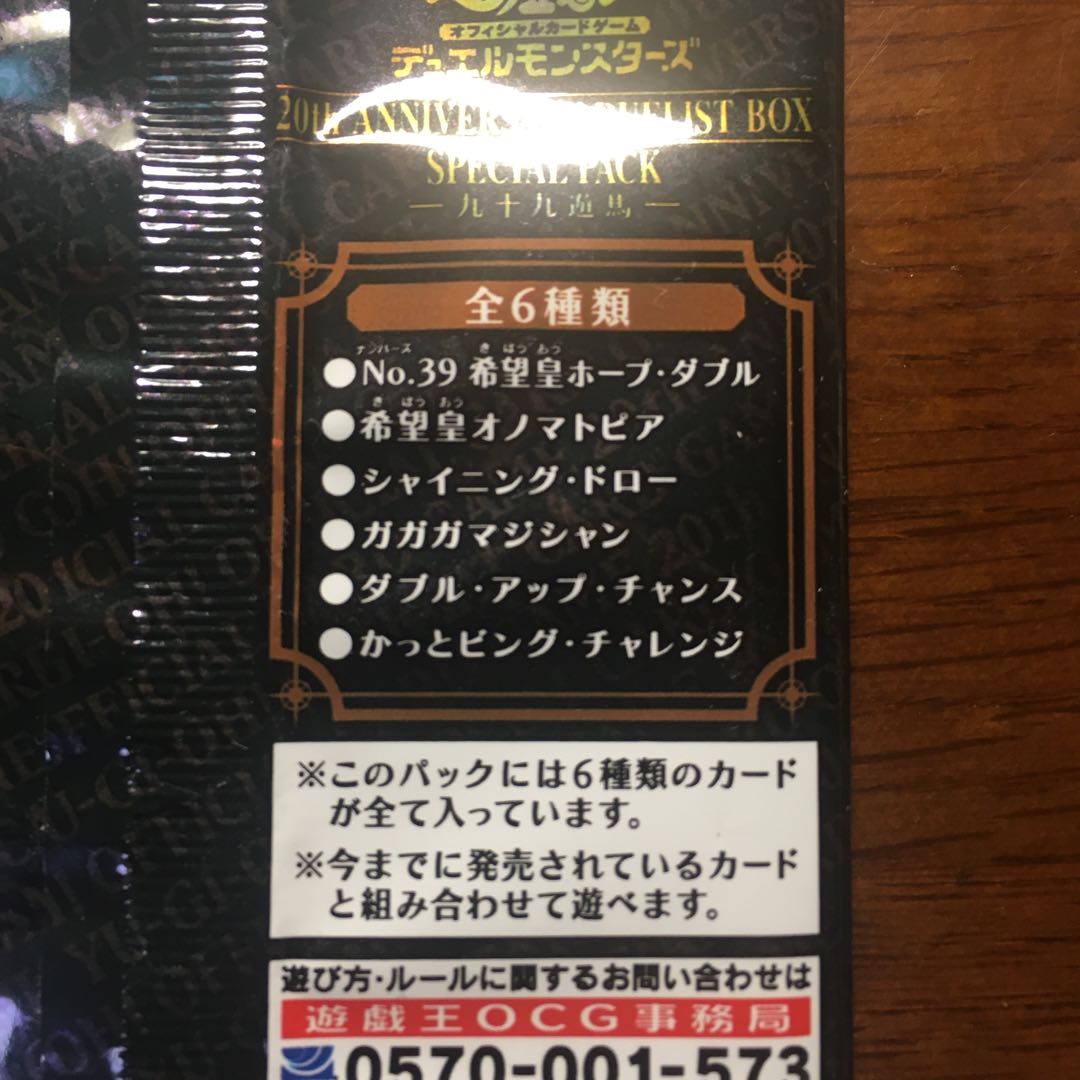 オフィシャルカードゲーム
デュエルモンスターズ
20th ANNIVERSARY DUELIST BOX
SPECIAL PACK
— 九十九遊馬 —
全6種類
ナンバーズ き ぼう おう
●No.39 希望皇ホープ・ダブル
き ぼう おう
●希望皇オノマトピア
●シャイニング・ドロー
●ガガガマジシャン
●ダブル・アップ・チャンス
●かっとビング・チャレンジ
※このパックには6種類のカード
が全て入っています。
※今までに発売されているカード
と組み合わせて遊べます。
遊び方・ルールに関するお問い合わせは
遊戯王OCG事務局
0570-001-573